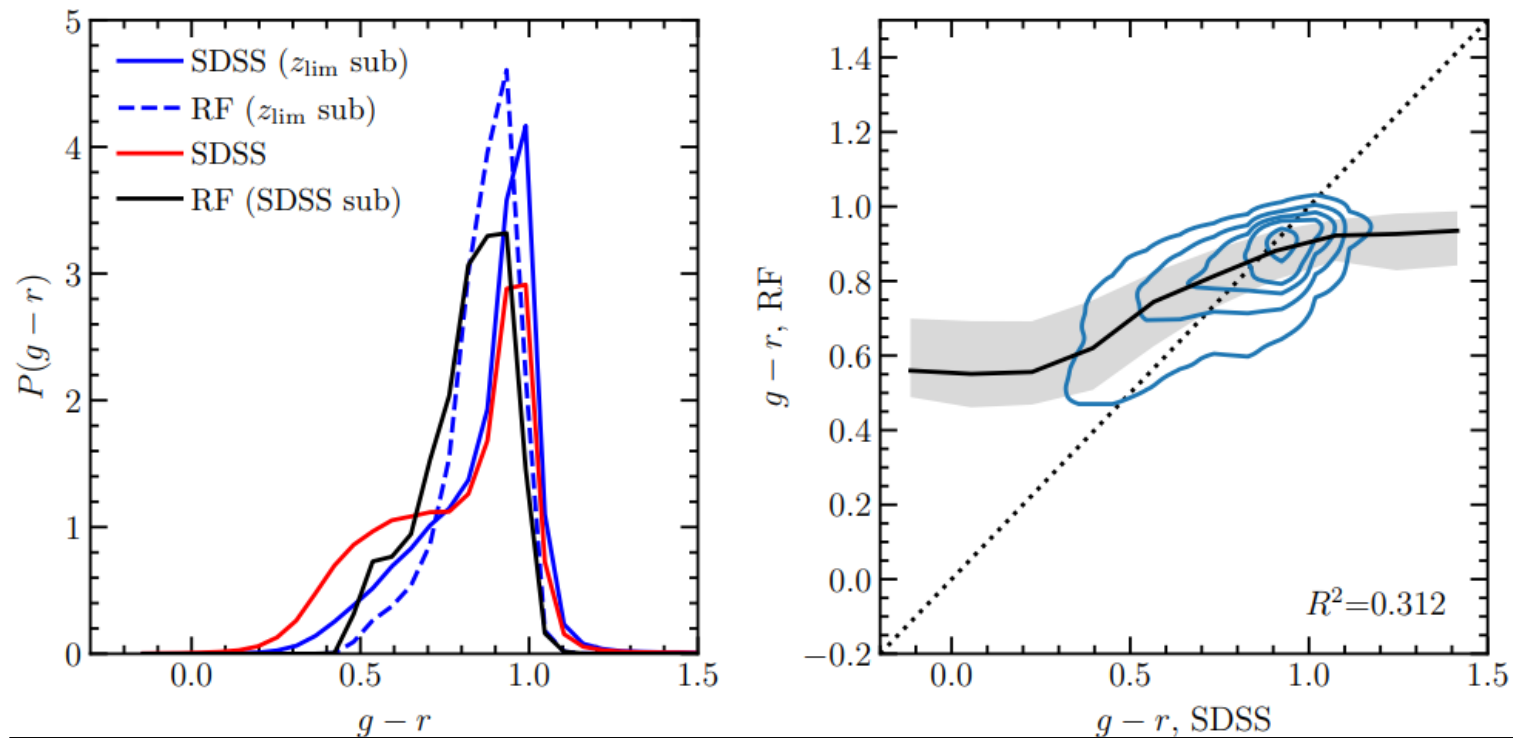 5
4
3
2
1
0
P(g − r)
SDSS (z_lim sub)
RF (z_lim sub)
SDSS
RF (SDSS sub)
0.0 0.5 1.0 1.5
g − r
1.4
1.2
1.0
0.8
0.6
0.4
0.2
0.0
−0.2
g − r, RF
R²=0.312
0.0 0.5 1.0 1.5
g − r, SDSS